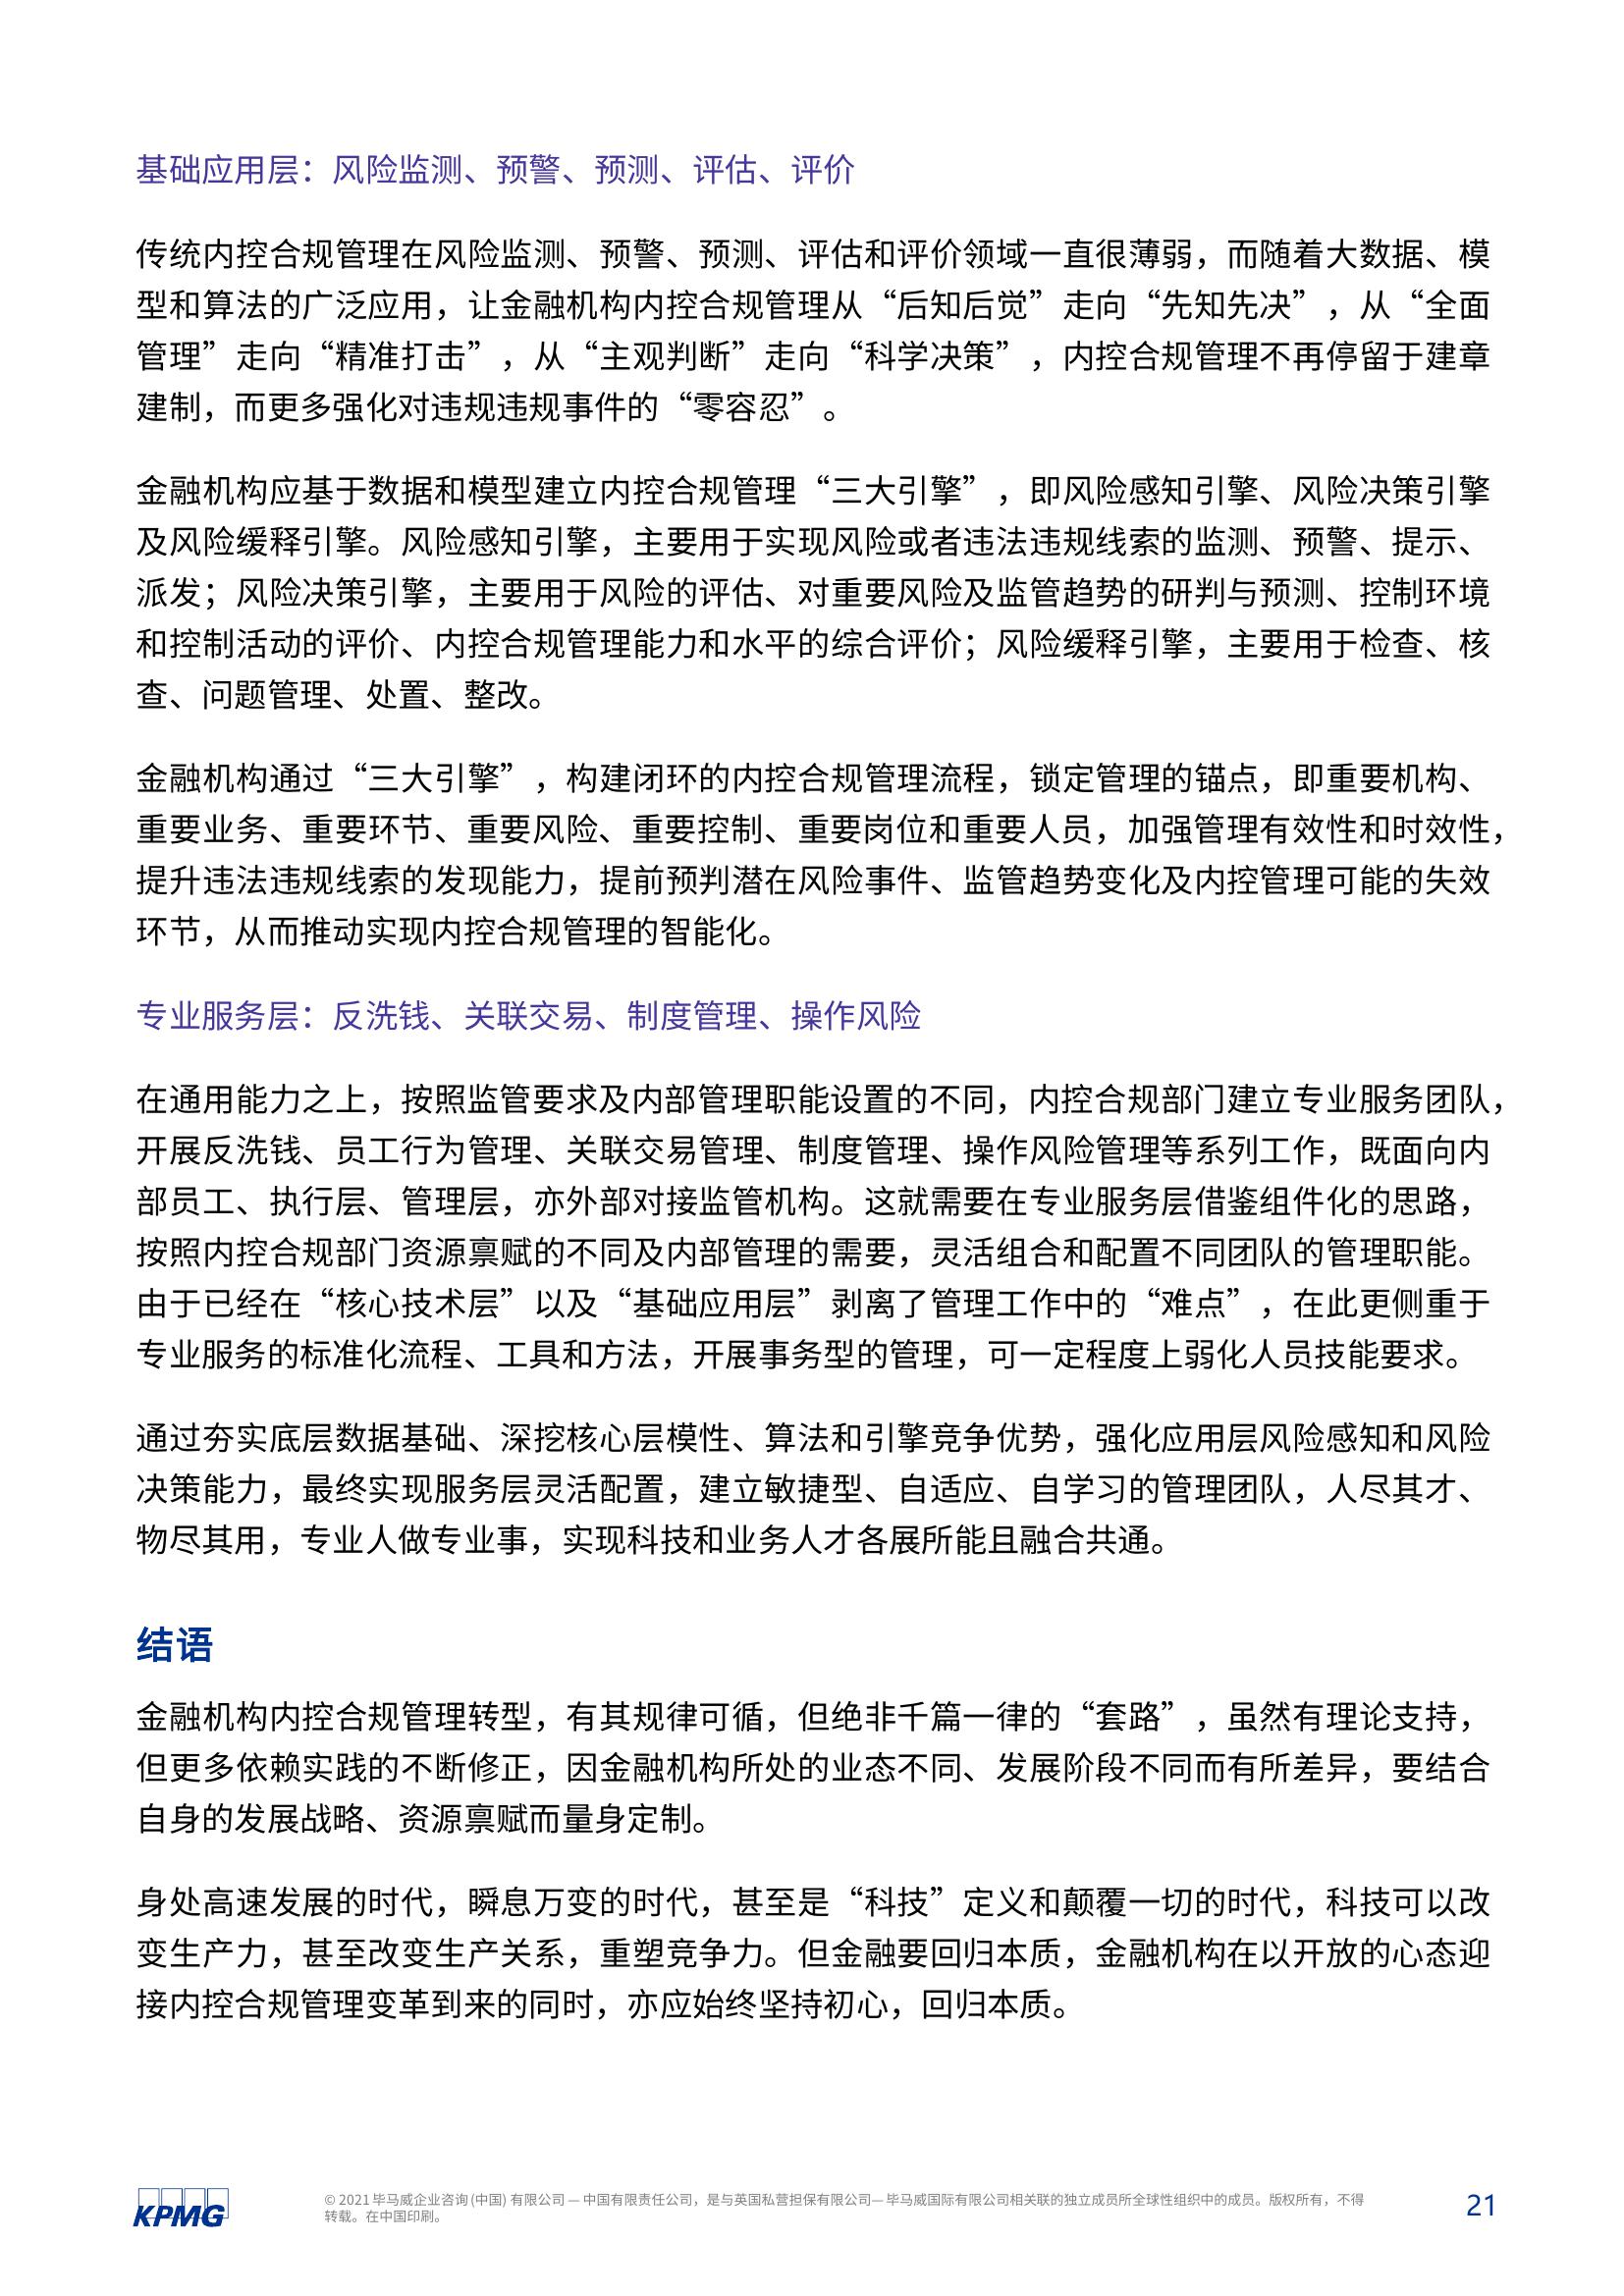 基础应用层：风险监测、预警、预测、评估、评价
传统内控合规管理在风险监测、预警、预测、评估和评价领域一直很薄弱，而随着大数据、模
型和算法的广泛应用，让金融机构内控合规管理从“后知后觉”走向“先知先决”，从“全面
管理”走向“精准打击”，从“主观判断”走向“科学决策”，内控合规管理不再停留于建章
建制，而更多强化对违规违规事件的“零容忍”。
金融机构应基于数据和模型建立内控合规管理“三大引擎”，即风险感知引擎、风险决策引擎
及风险缓释引擎。风险感知引擎，主要用于实现风险或者违法违规线索的监测、预警、提示、
派发；风险决策引擎，主要用于风险的评估、对重要风险及监管趋势的研判与预测、控制环境
和控制活动的评价、内控合规管理能力和水平的综合评价；风险缓释引擎，主要用于检查、核
查、问题管理、处置、整改。
金融机构通过“三大引擎”，构建闭环的内控合规管理流程，锁定管理的锚点，即重要机构、
重要业务、重要环节、重要风险、重要控制、重要岗位和重要人员，加强管理有效性和时效性，
提升违法违规线索的发现能力，提前预判潜在风险事件、监管趋势变化及内控管理可能的失效
环节，从而推动实现内控合规管理的智能化。
专业服务层：反洗钱、关联交易、制度管理、操作风险
在通用能力之上，按照监管要求及内部管理职能设置的不同，内控合规部门建立专业服务团队，
开展反洗钱、员工行为管理、关联交易管理、制度管理、操作风险管理等系列工作，既面向内
部员工、执行层、管理层，亦外部对接监管机构。这就需要在专业服务层借鉴组件化的思路，
按照内控合规部门资源禀赋的不同及内部管理的需要，灵活组合和配置不同团队的管理职能。
由于已经在“核心技术层”以及“基础应用层”剥离了管理工作中的“难点”，在此更侧重于
专业服务的标准化流程、工具和方法，开展事务型的管理，可一定程度上弱化人员技能要求。
通过夯实底层数据基础、深挖核心层模性、算法和引擎竞争优势，强化应用层风险感知和风险
决策能力，最终实现服务层灵活配置，建立敏捷型、自适应、自学习的管理团队，人尽其才、
物尽其用，专业人做专业事，实现科技和业务人才各展所能且融合共通。
结语
金融机构内控合规管理转型，有其规律可循，但绝非千篇一律的“套路”，虽然有理论支持，
但更多依赖实践的不断修正，因金融机构所处的业态不同、发展阶段不同而有所差异，要结合
自身的发展战略、资源禀赋而量身定制。
身处高速发展的时代，瞬息万变的时代，甚至是“科技”定义和颠覆一切的时代，科技可以改
变生产力，甚至改变生产关系，重塑竞争力。但金融要回归本质，金融机构在以开放的心态迎
接内控合规管理变革到来的同时，亦应始终坚持初心，回归本质。
KPMG
© 2021 毕马威企业咨询 (中国) 有限公司 — 中国有限责任公司，是与英国私营担保有限公司— 毕马威国际有限公司相关联的独立成员所全球性组织中的成员。版权所有，不得
转载。在中国印刷。
21